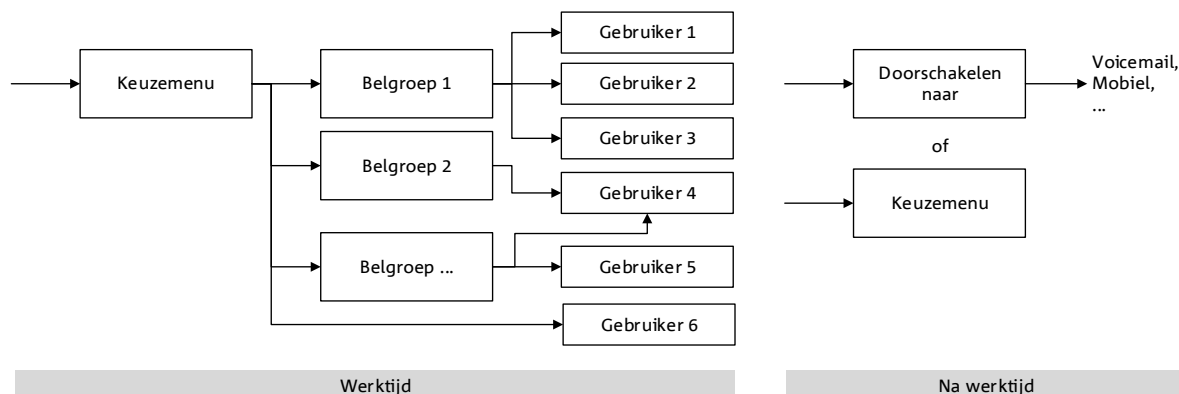 Keuzemenu
Belgroep 1
Belgroep 2
Belgroep ...
Gebruiker 1
Gebruiker 2
Gebruiker 3
Gebruiker 4
Gebruiker 5
Gebruiker 6
Werktijd
Doorschakelen
naar
Voicemail,
Mobiel,
...
of
Keuzemenu
Na werktijd